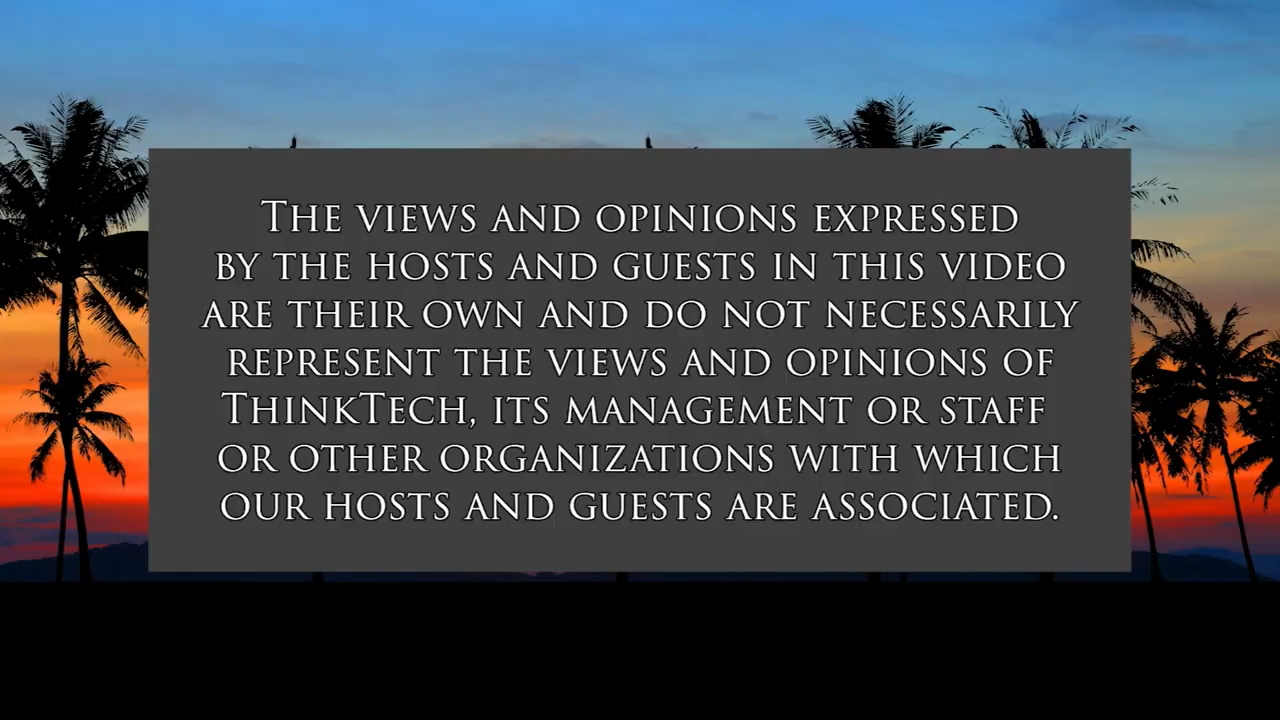 The views and opinions expressed
by the hosts and guests in this video
are their own and do not necessarily
represent the views and opinions of
ThinkTech, its management or staff
or other organizations with which
our hosts and guests are associated.